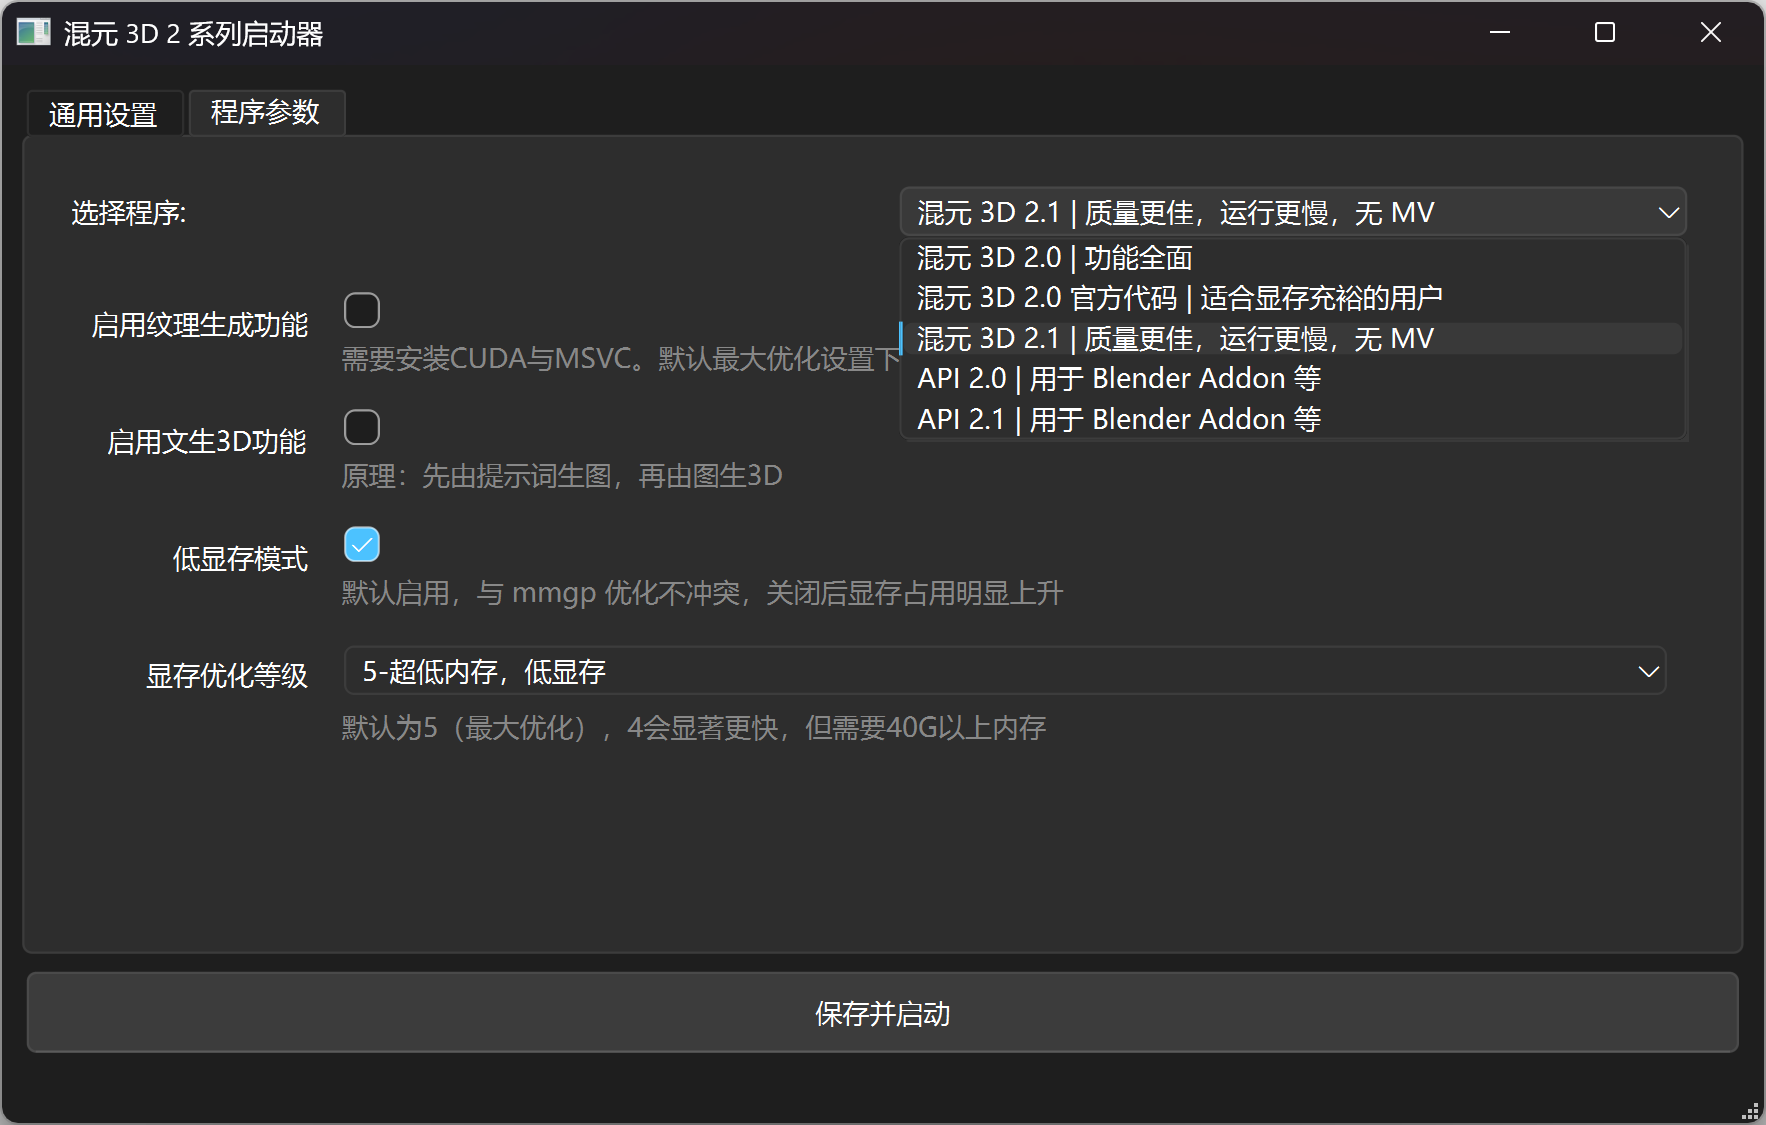 混元 3D 2 系列启动器
通用设置
程序参数
选择程序:
混元 3D 2.1 | 质量更佳，运行更慢，无 MV
混元 3D 2.0 | 功能全面
混元 3D 2.0 官方代码 | 适合显存充裕的用户
混元 3D 2.1 | 质量更佳，运行更慢，无 MV
API 2.0 | 用于 Blender Addon 等
API 2.1 | 用于 Blender Addon 等
启用纹理生成功能
需要安装CUDA与MSVC。默认最大优化设置下
启用文生3D功能
原理：先由提示词生图，再由图生3D
低显存模式
默认启用，与 mmgp 优化不冲突，关闭后显存占用明显上升
显存优化等级
5-超低内存，低显存
默认为5（最大优化），4会显著更快，但需要40G以上内存
保存并启动